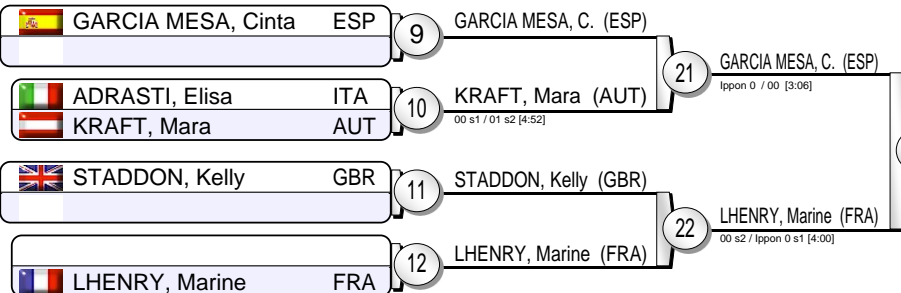 GARCIA MESA, Cinta ESP
9
GARCIA MESA, C. (ESP)
21
GARCIA MESA, C. (ESP)
Ippon 0 / 00 [3:06]
ADRASTI, Elisa ITA
KRAFT, Mara AUT
10
KRAFT, Mara (AUT)
00 s1 / 01 s2 [4:52]
STADDON, Kelly GBR
11
STADDON, Kelly (GBR)
22
LHENRY, Marine (FRA)
00 s2 / Ippon 0 s1 [4:00]
12
LHENRY, Marine (FRA)
LHENRY, Marine FRA